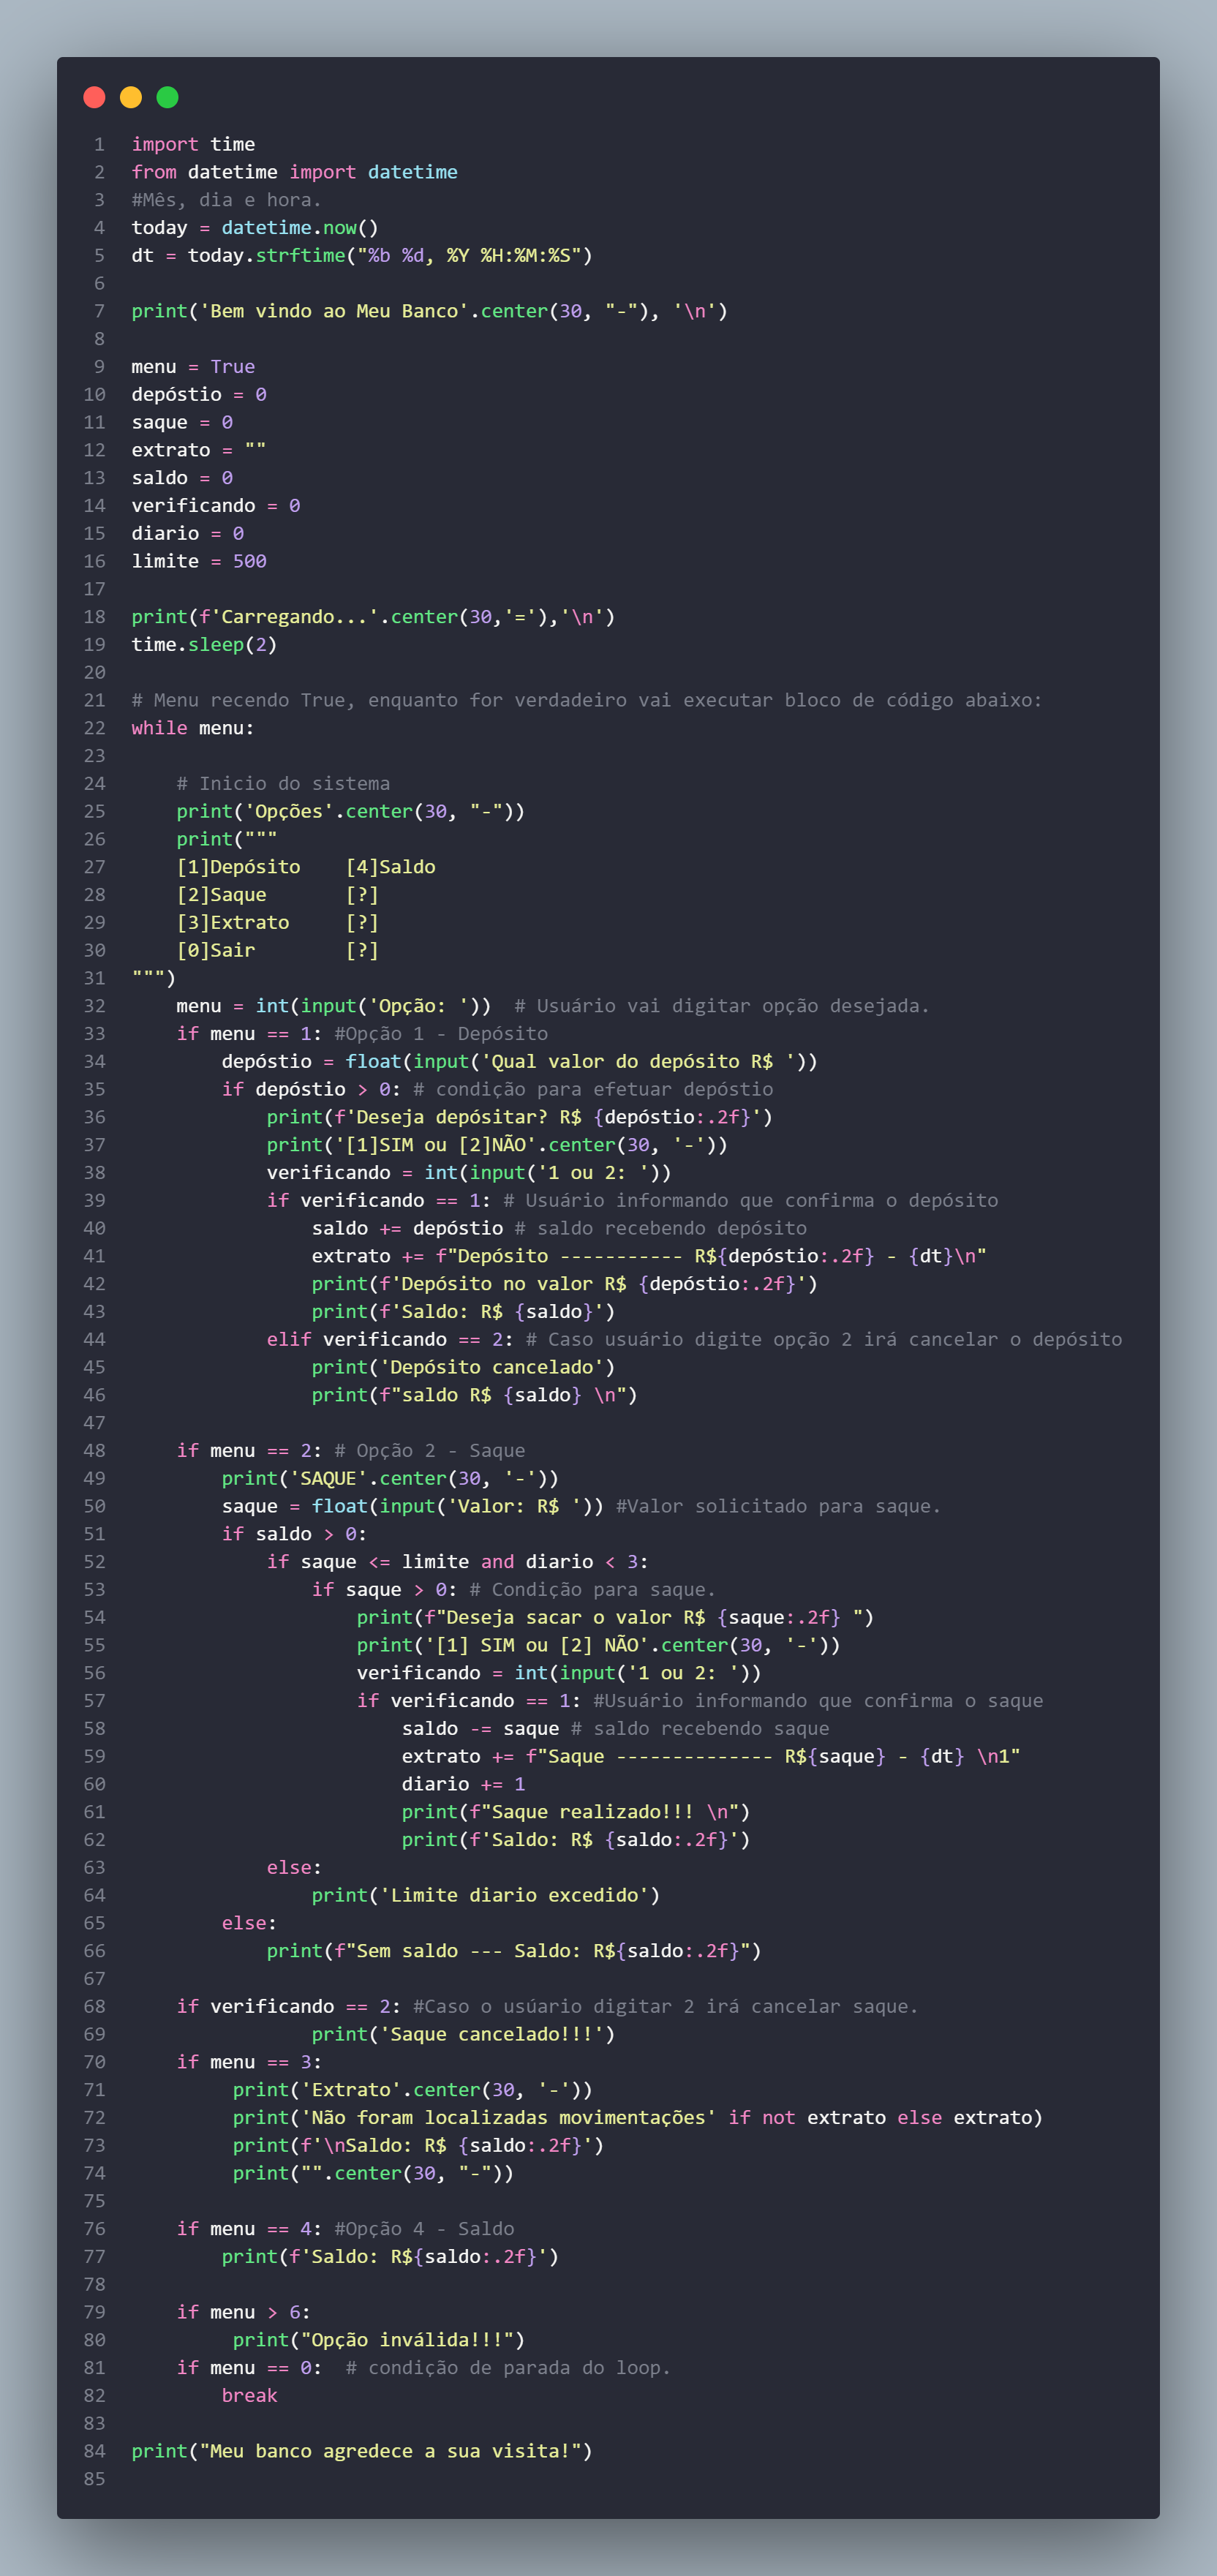 1 import time
2 from datetime import datetime
3 #Mês, dia e hora.
4 today = datetime.now()
5 dt = today.strftime("%b %d, %Y %H:%M:%S")
6
7 print('Bem vindo ao Meu Banco'.center(30, "-"), '\n')
8
9 menu = True
10 depóstio = 0
11 saque = 0
12 extrato = ""
13 saldo = 0
14 verificando = 0
15 diario = 0
16 limite = 500
17
18 print(f'Carregando...'.center(30,'='),'\n')
19 time.sleep(2)
20
21 # Menu recendo True, enquanto for verdadeiro vai executar bloco de código abaixo:
22 while menu:
23
24     # Inicio do sistema
25     print('Opções'.center(30, "-"))
26     print("""
27     [1]Depósito    [4]Saldo
28     [2]Saque       [?]
29     [3]Extrato     [?]
30     [0]Sair        [?]
31 """)
32     menu = int(input('Opção: '))  # Usuário vai digitar opção desejada.
33     if menu == 1: #Opção 1 - Depósito
34         depóstio = float(input('Qual valor do depósito R$ '))
35         if depóstio > 0: # condição para efetuar depóstio
36             print(f'Deseja depósitar? R$ {depóstio:.2f}')
37             print('[1]SIM ou [2]NÃO'.center(30, '-'))
38             verificando = int(input('1 ou 2: '))
39             if verificando == 1: # Usuário informando que confirma o depósito
40                 saldo += depóstio # saldo recebendo depósito
41                 extrato += f"Depósito ----------- R${depóstio:.2f} - {dt}\n"
42                 print(f'Depósito no valor R$ {depóstio:.2f}')
43                 print(f'Saldo: R$ {saldo}')
44             elif verificando == 2: # Caso usuário digite opção 2 irá cancelar o depósito
45                 print('Depósito cancelado')
46                 print(f"saldo R$ {saldo} \n")
47
48     if menu == 2: # Opção 2 - Saque
49         print('SAQUE'.center(30, '-'))
50         saque = float(input('Valor: R$ ')) #Valor solicitado para saque.
51         if saldo > 0:
52             if saque <= limite and diario < 3:
53                 if saque > 0: # Condição para saque.
54                     print(f"Deseja sacar o valor R$ {saque:.2f} ")
55                     print('[1] SIM ou [2] NÃO'.center(30, '-'))
56                     verificando = int(input('1 ou 2: '))
57                     if verificando == 1: #Usuário informando que confirma o saque
58                         saldo -= saque # saldo recebendo saque
59                         extrato += f"Saque -------------- R${saque} - {dt} \n1"
60                         diario += 1
61                         print(f"Saque realizado!!! \n")
62                         print(f'Saldo: R$ {saldo:.2f}')
63             else:
64                 print('Limite diario excedido')
65         else:
66             print(f"Sem saldo --- Saldo: R${saldo:.2f}")
67
68     if verificando == 2: #Caso o usúario digitar 2 irá cancelar saque.
69                 print('Saque cancelado!!!')
70     if menu == 3:
71          print('Extrato'.center(30, '-'))
72          print('Não foram localizadas movimentações' if not extrato else extrato)
73          print(f'\nSaldo: R$ {saldo:.2f}')
74          print("".center(30, "-"))
75
76     if menu == 4: #Opção 4 - Saldo
77         print(f'Saldo: R${saldo:.2f}')
78
79     if menu > 6:
80          print("Opção inválida!!!")
81     if menu == 0:  # condição de parada do loop.
82         break
83
84 print("Meu banco agredece a sua visita!")
85